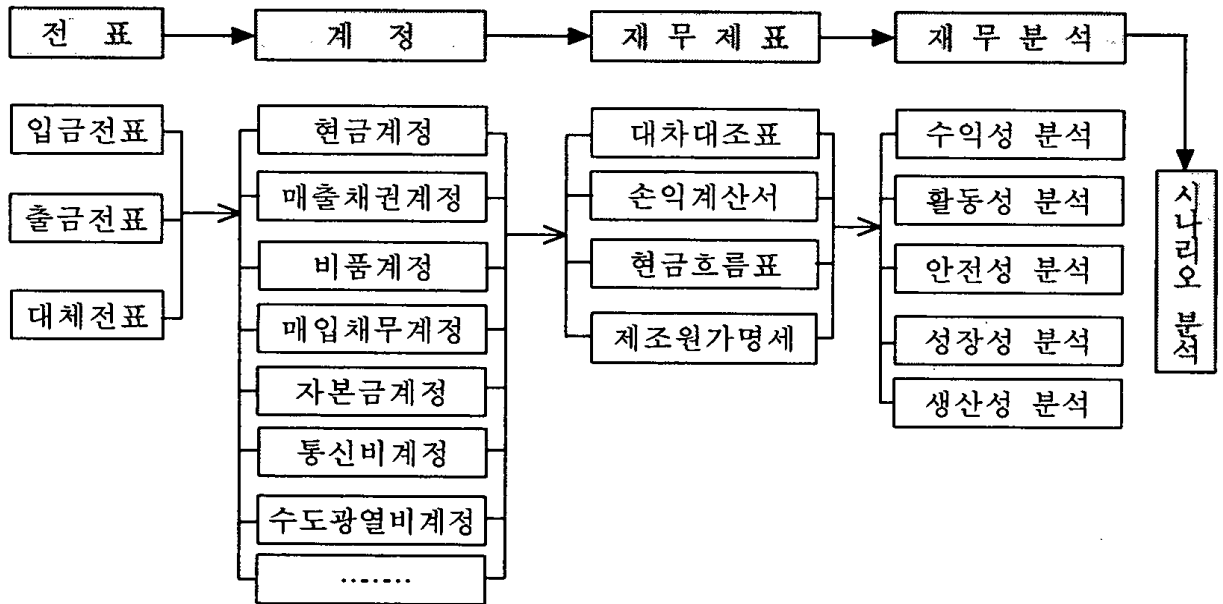 전 표
계 정
재 무 제 표
재 무 분 석
입금전표
출금전표
대체전표
현금계정
매출채권계정
비품계정
매입채무계정
자본금계정
통신비계정
수도광열비계정
........
대차대조표
손익계산서
현금흐름표
제조원가명세
수익성 분석
활동성 분석
안전성 분석
성장성 분석
생산성 분석
시나리오 분석